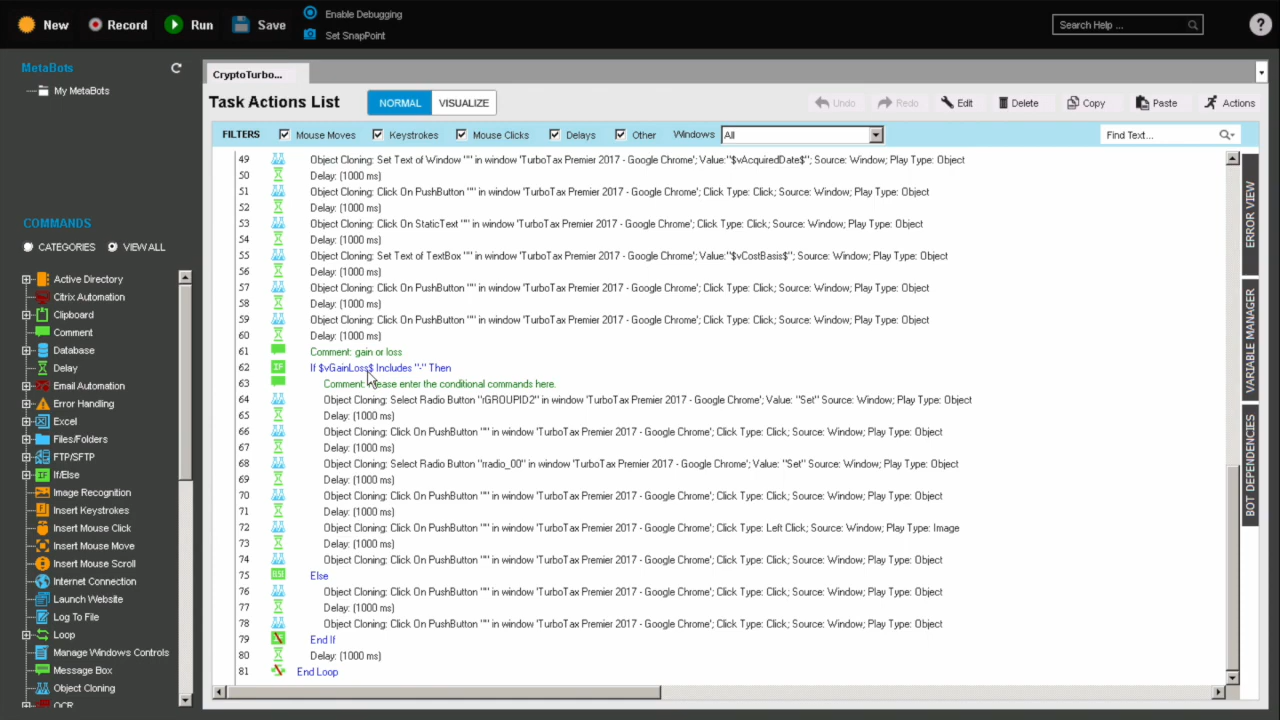 New Record Run Save Enable Debugging
Set SnapPoint
Search Help ... ?
MetaBots
My MetaBots
COMMANDS
CATEGORIES VIEW ALL
Active Directory
Citrix Automation
Clipboard
Comment
Database
Delay
Email Automation
Error Handling
Excel
Files/Folders
FTP/SFTP
If/Else
Image Recognition
Insert Keystrokes
Insert Mouse Click
Insert Mouse Move
Insert Mouse Scroll
Internet Connection
Launch Website
Log To File
Loop
Manage Windows Controls
Message Box
Object Cloning
OCR
CryptoTurbo...
Task Actions List NORMAL VISUALIZE Undo Redo Edit Delete Copy Paste Actions
FILTERS Mouse Moves Keystrokes Mouse Clicks Delays Other Windows All Find Text...
49 Object Cloning: Set Text of Window "" in window 'TurboTax Premier 2017 - Google Chrome'; Value:"$vAcquiredDate$"; Source: Window; Play Type: Object
50 Delay: (1000 ms)
51 Object Cloning: Click On PushButton "" in window 'TurboTax Premier 2017 - Google Chrome'; Click Type: Click; Source: Window; Play Type: Object
52 Delay: (1000 ms)
53 Object Cloning: Click On StaticText "" in window 'TurboTax Premier 2017 - Google Chrome'; Click Type: Click; Source: Window; Play Type: Object
54 Delay: (1000 ms)
55 Object Cloning: Set Text of TextBox "" in window 'TurboTax Premier 2017 - Google Chrome'; Value:"$vCostBasis$"; Source: Window; Play Type: Object
56 Delay: (1000 ms)
57 Object Cloning: Click On PushButton "" in window 'TurboTax Premier 2017 - Google Chrome'; Click Type: Click; Source: Window; Play Type: Object
58 Delay: (1000 ms)
59 Object Cloning: Click On PushButton "" in window 'TurboTax Premier 2017 - Google Chrome'; Click Type: Click; Source: Window; Play Type: Object
60 Delay: (1000 ms)
61 Comment: gain or loss
62 If $vGainLoss$ Includes "-" Then
63 Comment: Please enter the conditional commands here.
64 Object Cloning: Select Radio Button "rGROUPID2" in window 'TurboTax Premier 2017 - Google Chrome'; Value: "Set" Source: Window; Play Type: Object
65 Delay: (1000 ms)
66 Object Cloning: Click On PushButton "" in window 'TurboTax Premier 2017 - Google Chrome'; Click Type: Click; Source: Window; Play Type: Object
67 Delay: (1000 ms)
68 Object Cloning: Select Radio Button "rradio_00" in window 'TurboTax Premier 2017 - Google Chrome'; Value: "Set" Source: Window; Play Type: Object
69 Delay: (1000 ms)
70 Object Cloning: Click On PushButton "" in window 'TurboTax Premier 2017 - Google Chrome'; Click Type: Click; Source: Window; Play Type: Object
71 Delay: (1000 ms)
72 Object Cloning: Click On PushButton "" in window 'TurboTax Premier 2017 - Google Chrome'; Click Type: Left Click; Source: Window; Play Type: Image
73 Delay: (1000 ms)
74 Object Cloning: Click On PushButton "" in window 'TurboTax Premier 2017 - Google Chrome'; Click Type: Click; Source: Window; Play Type: Object
75 Else
76 Object Cloning: Click On PushButton "" in window 'TurboTax Premier 2017 - Google Chrome'; Click Type: Click; Source: Window; Play Type: Object
77 Delay: (1000 ms)
78 Object Cloning: Click On PushButton "" in window 'TurboTax Premier 2017 - Google Chrome'; Click Type: Click; Source: Window; Play Type: Object
79 End If
80 Delay: (1000 ms)
81 End Loop
ERROR VIEW
VARIABLE MANAGER
BOT DEPENDENCIES